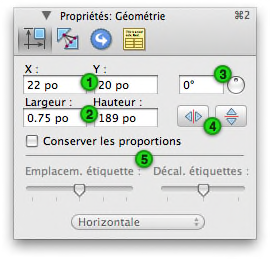 Propriétés: Géométrie ⌘2
X : Y :
22 po 1 20 po 0° 3
Largeur : Hauteur :
0.75 po 2 189 po 4
Conserver les proportions
5
Emplacem. étiquette : Décal. étiquettes :
Horizontale